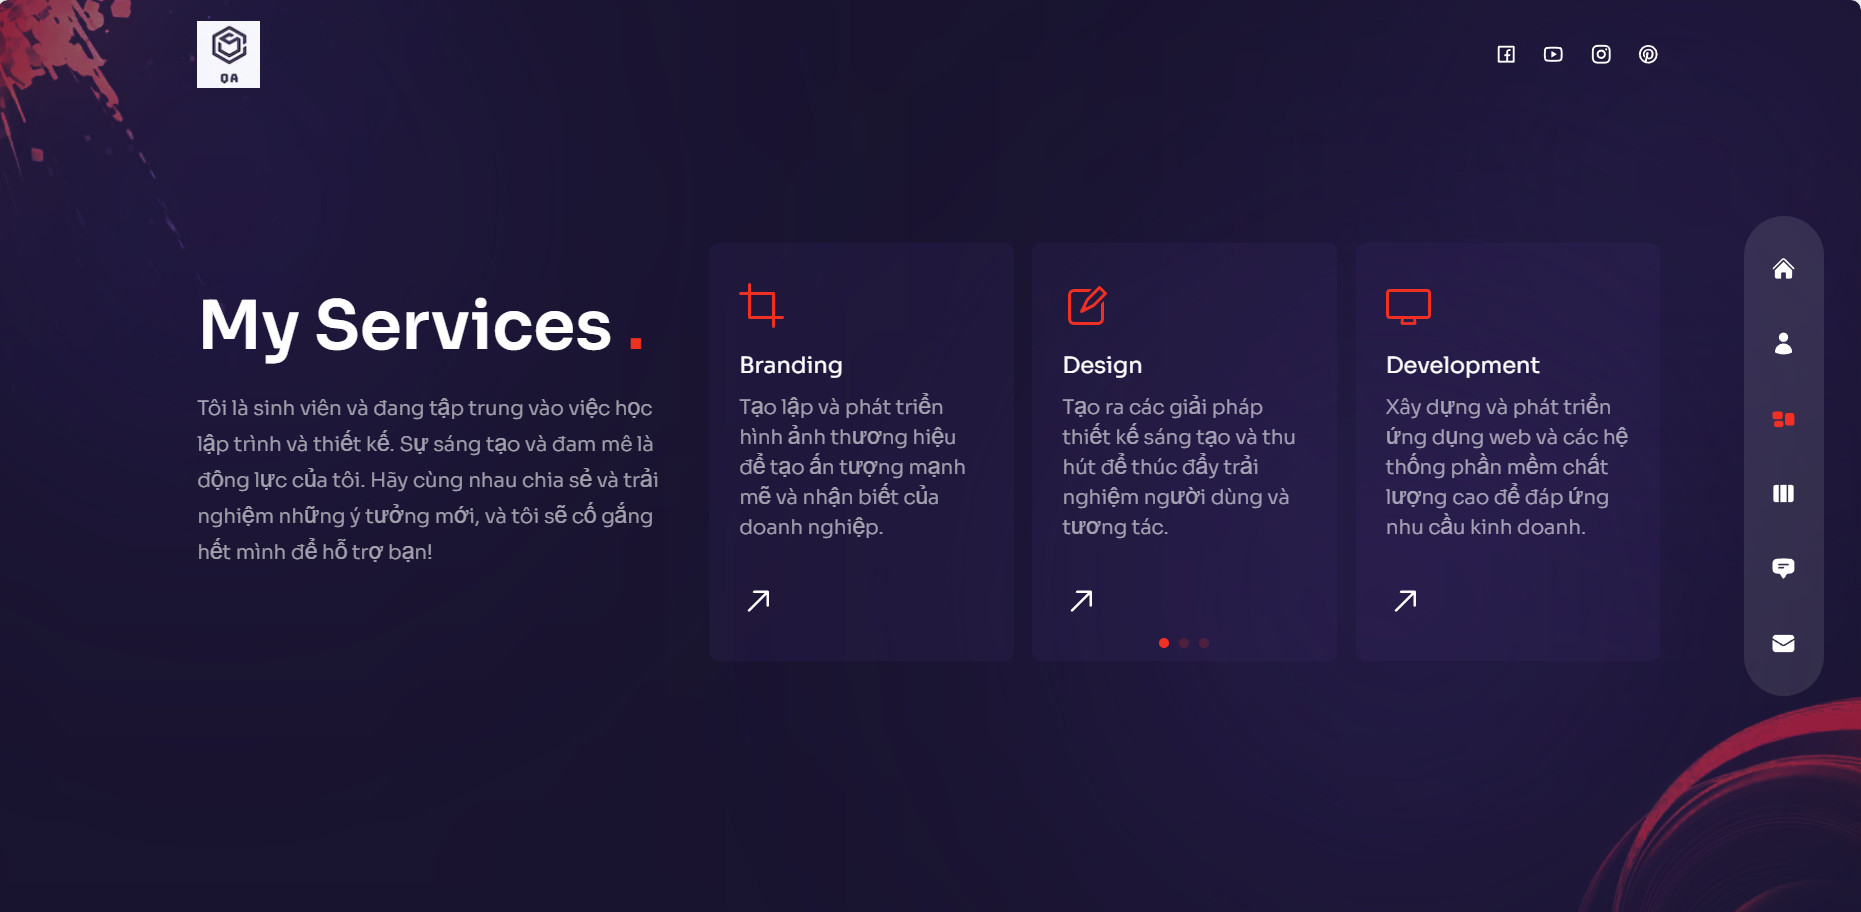 QA
My Services .
Tôi là sinh viên và đang tập trung vào việc học
lập trình và thiết kế. Sự sáng tạo và đam mê là
động lực của tôi. Hãy cùng nhau chia sẻ và trải
nghiệm những ý tưởng mới, và tôi sẽ cố gắng
hết mình để hỗ trợ bạn!
Branding
Tạo lập và phát triển
hình ảnh thương hiệu
để tạo ấn tượng mạnh
mẽ và nhận biết của
doanh nghiệp.
Design
Tạo ra các giải pháp
thiết kế sáng tạo và thu
hút để thúc đẩy trải
nghiệm người dùng và
tương tác.
Development
Xây dựng và phát triển
ứng dụng web và các hệ
thống phần mềm chất
lượng cao để đáp ứng
nhu cầu kinh doanh.